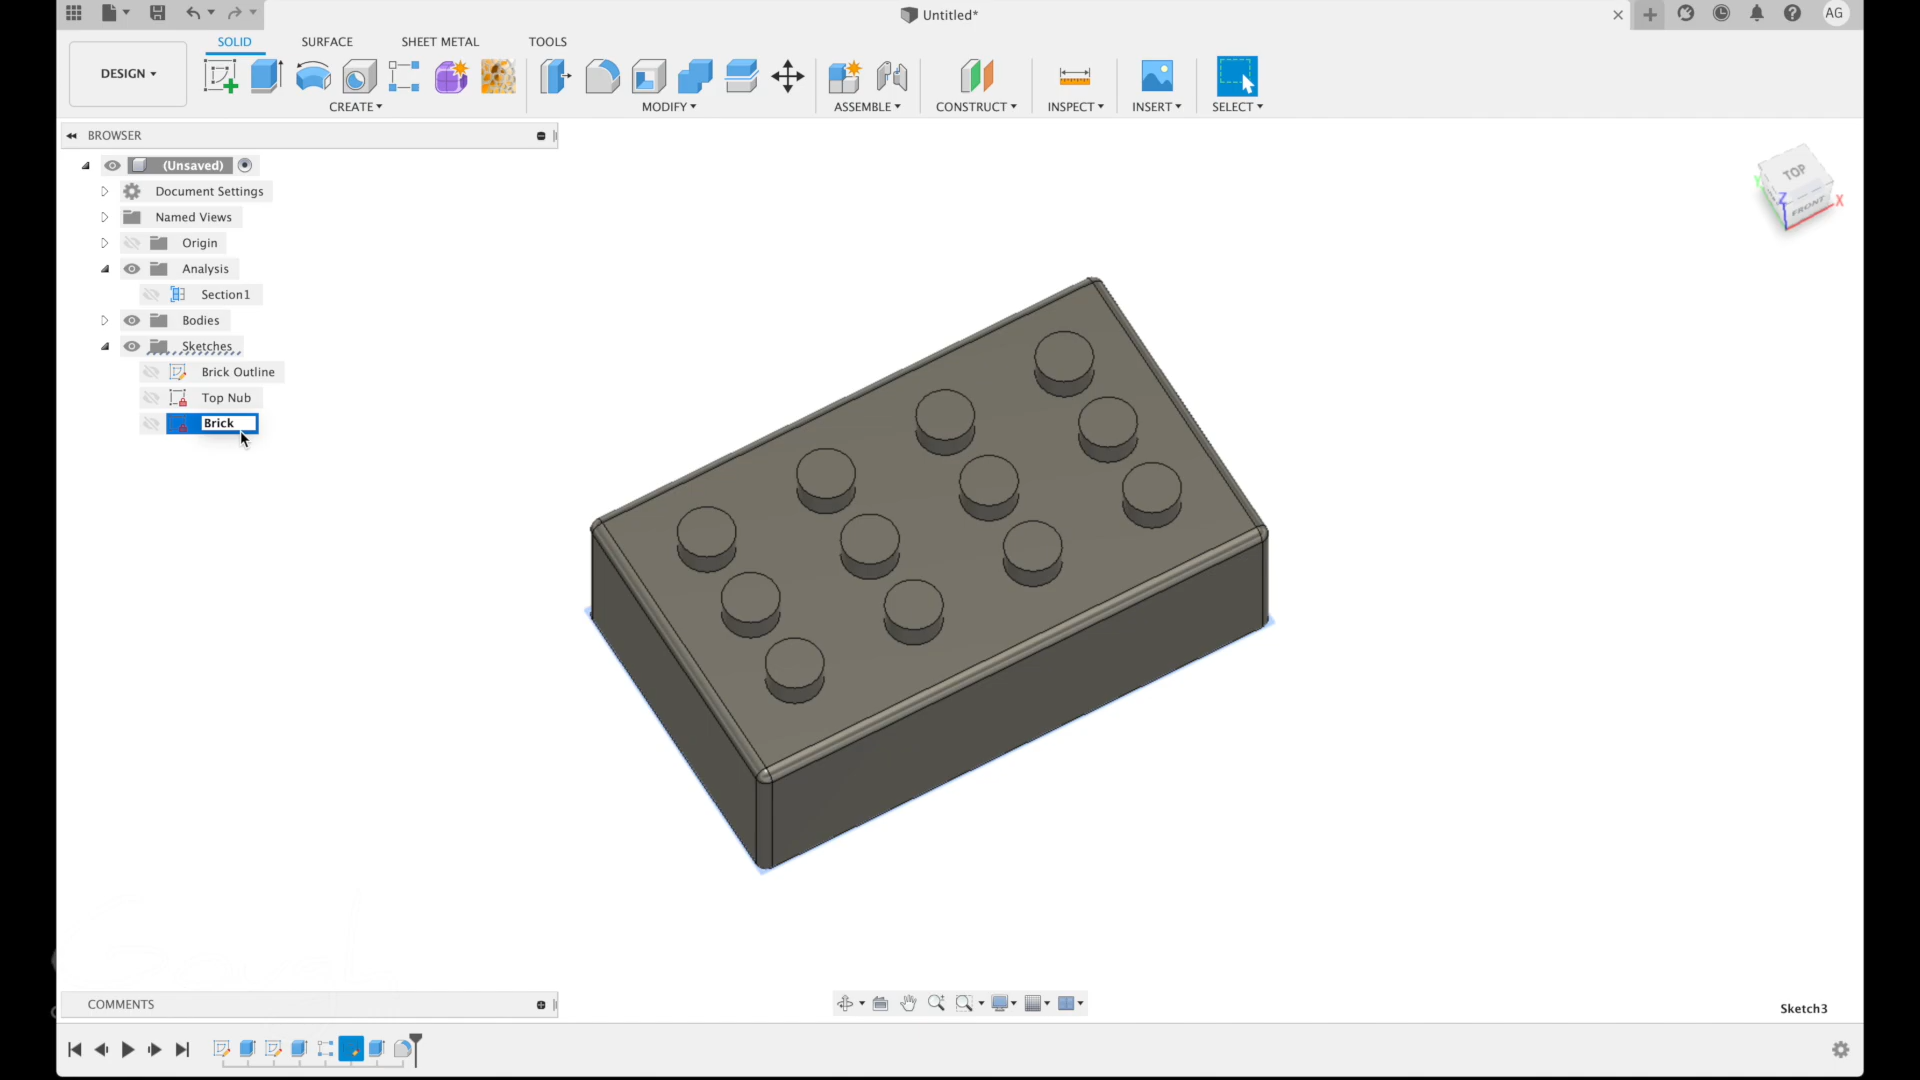 Untitled*
AG
SOLID
SURFACE
SHEET METAL
TOOLS
DESIGN
CREATE
MODIFY
ASSEMBLE
CONSTRUCT
INSPECT
INSERT
SELECT
BROWSER
(Unsaved)
Document Settings
Named Views
Origin
Analysis
Section1
Bodies
Sketches
Brick Outline
Top Nub
Brick
TOP
FRONT
X
Y
Z
COMMENTS
Sketch3